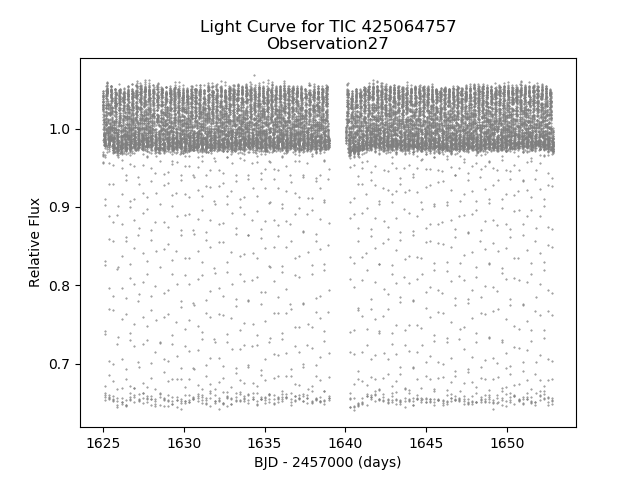 Light Curve for TIC 425064757
Observation27
Relative Flux
1.0
0.9
0.8
0.7
1625
1630
1635
1640
1645
1650
BJD - 2457000 (days)